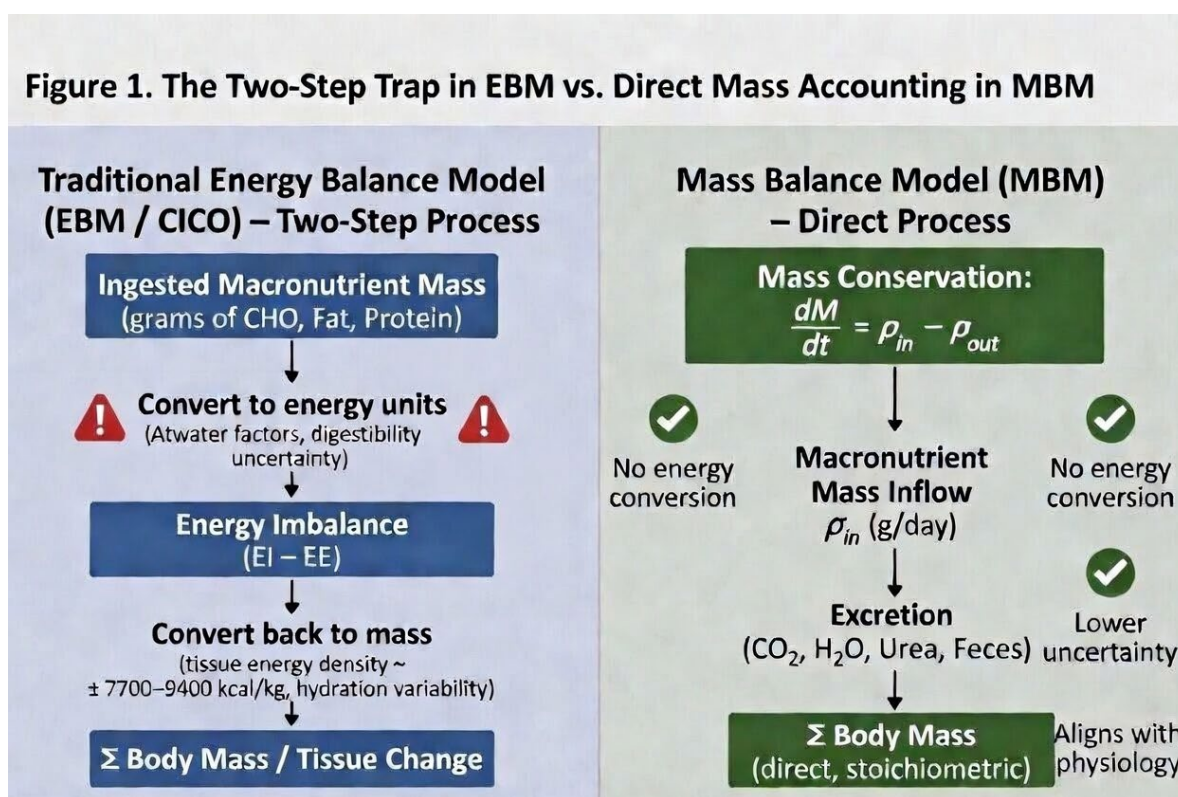 Figure 1. The Two-Step Trap in EBM vs. Direct Mass Accounting in MBM
Traditional Energy Balance Model
(EBM / CICO) – Two-Step Process
Ingested Macronutrient Mass
(grams of CHO, Fat, Protein)
Convert to energy units
(Atwater factors, digestibility
uncertainty)
Energy Imbalance
(EI – EE)
Convert back to mass
(tissue energy density ~
± 7700–9400 kcal/kg, hydration variability)
Σ Body Mass / Tissue Change
Mass Balance Model (MBM)
– Direct Process
Mass Conservation:
dM/dt = ρin − ρout
No energy
conversion
Macronutrient
Mass Inflow
ρin (g/day)
No energy
conversion
Excretion
(CO₂, H₂O, Urea, Feces)
Lower
uncertainty
Σ Body Mass
(direct, stoichiometric)
Aligns with
physiology